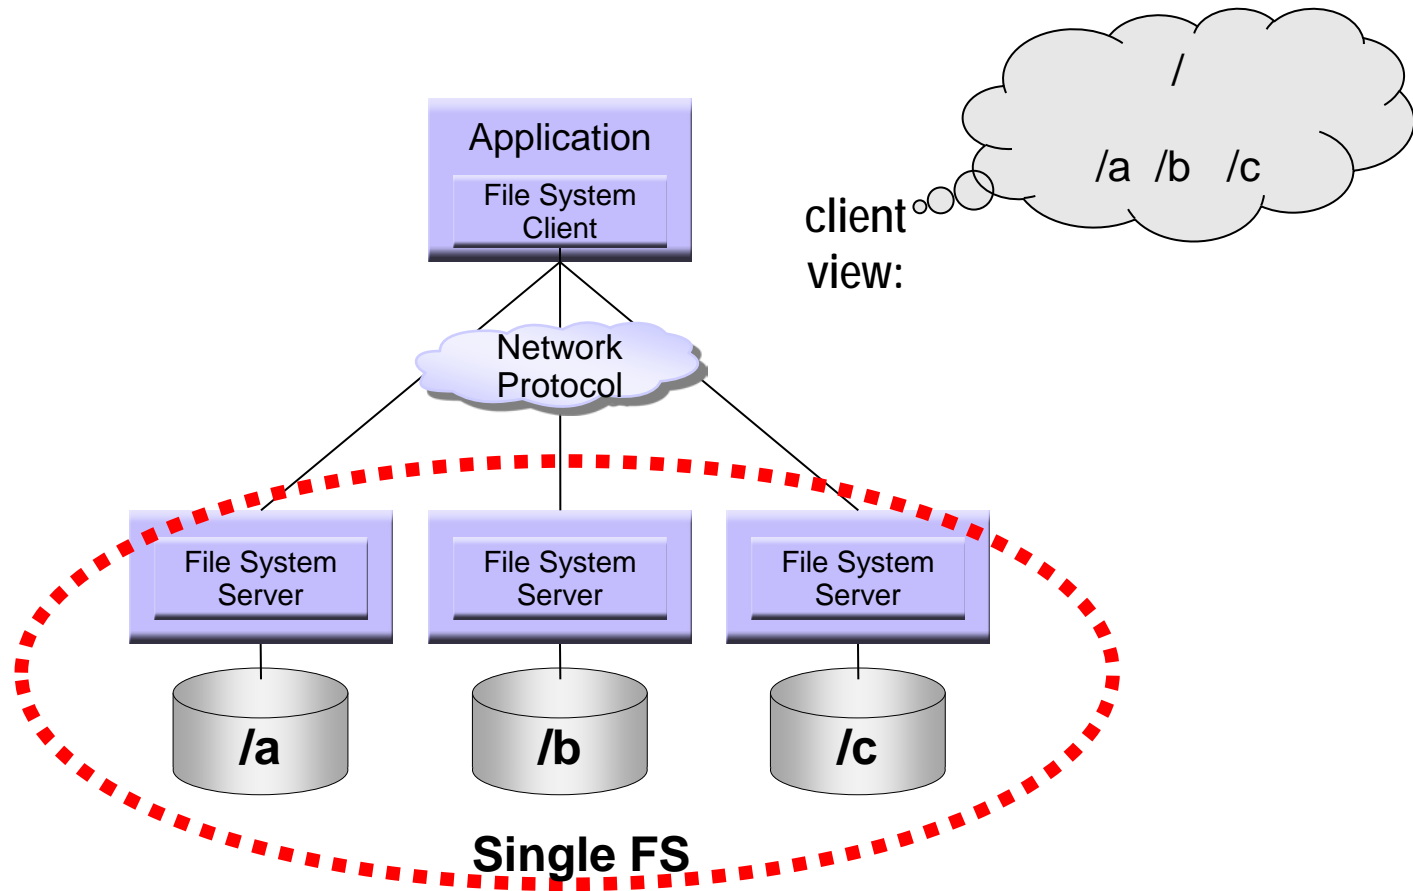 /
/a /b /c
client
view:
Application
File System
Client
Network
Protocol
File System
Server
File System
Server
File System
Server
/a
/b
/c
Single FS